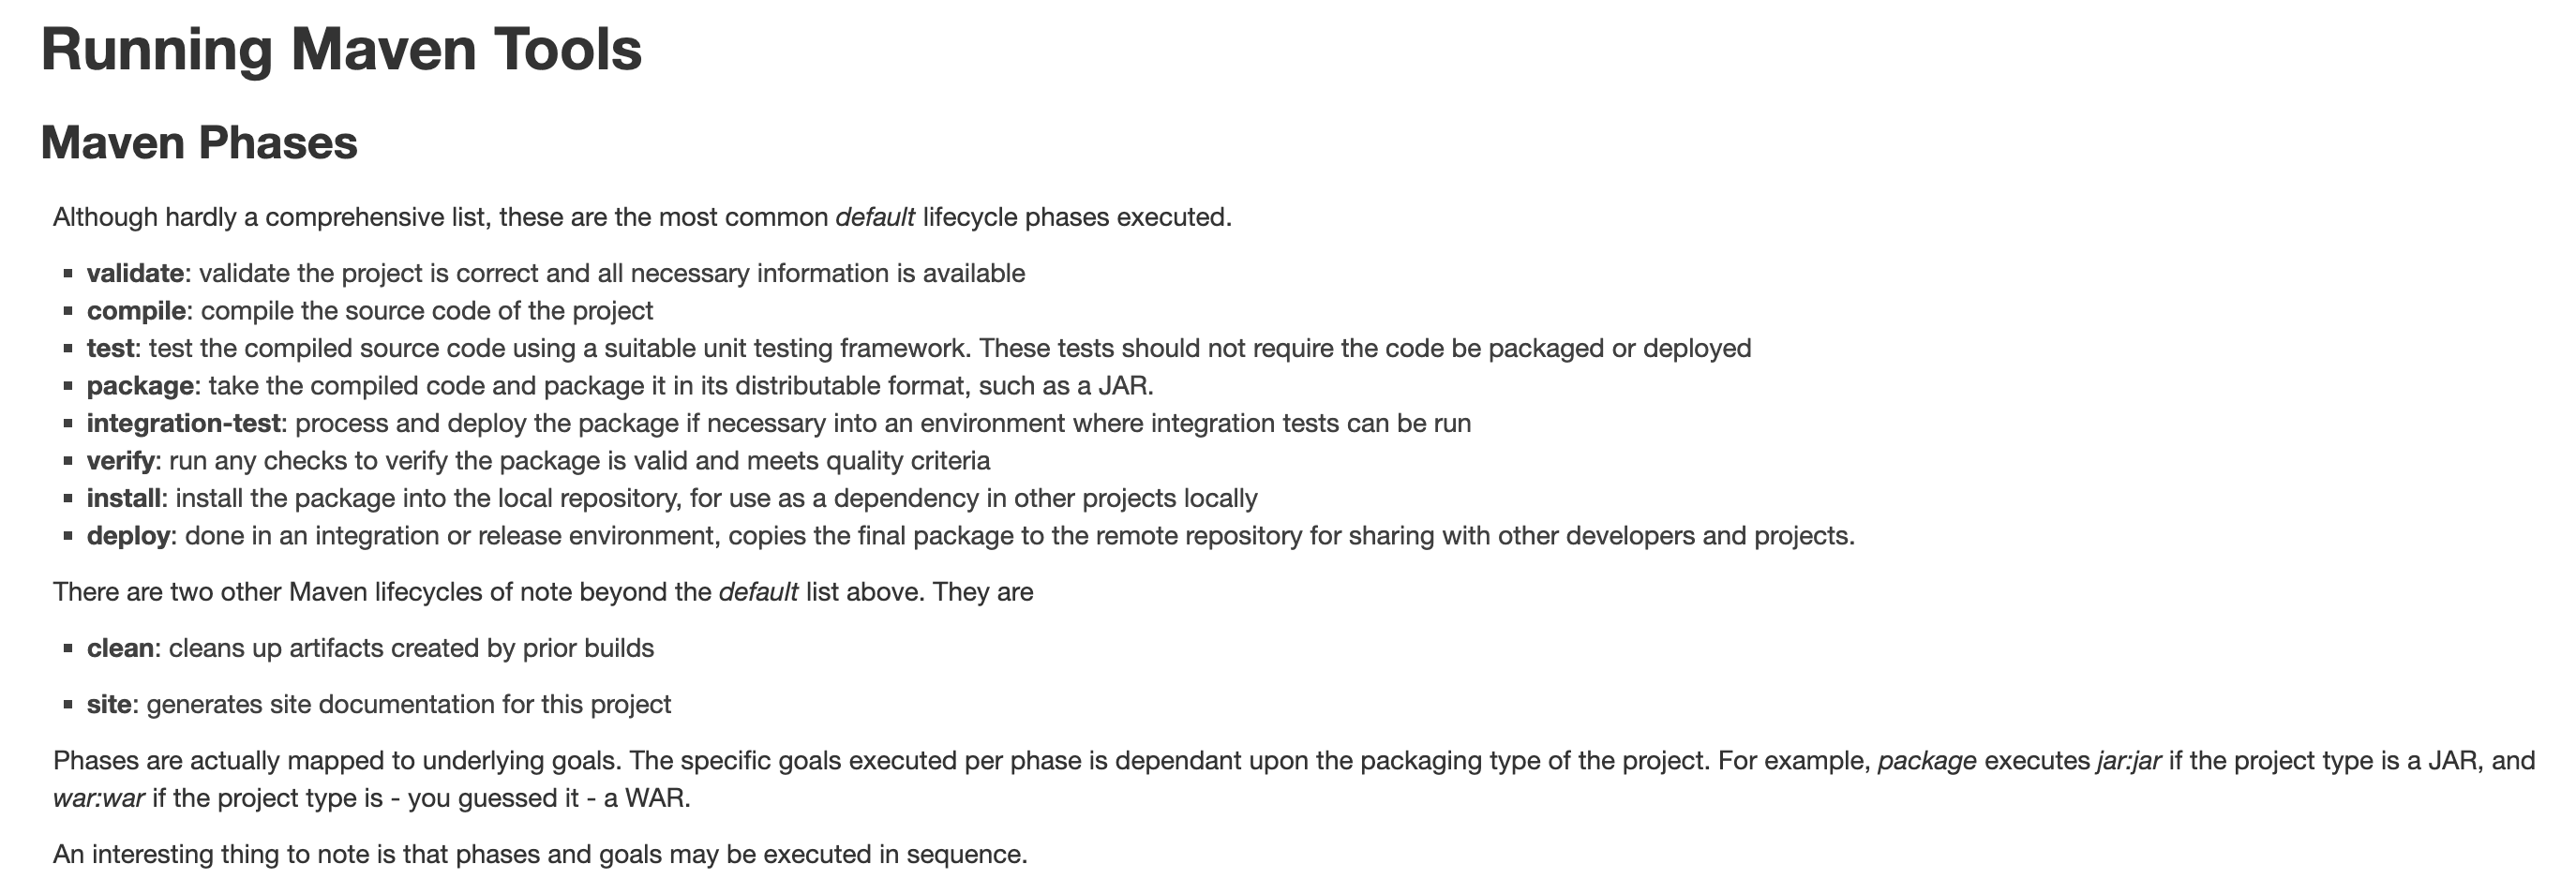 Running Maven Tools
Maven Phases
Although hardly a comprehensive list, these are the most common default lifecycle phases executed.
▪ validate: validate the project is correct and all necessary information is available
▪ compile: compile the source code of the project
▪ test: test the compiled source code using a suitable unit testing framework. These tests should not require the code be packaged or deployed
▪ package: take the compiled code and package it in its distributable format, such as a JAR.
▪ integration-test: process and deploy the package if necessary into an environment where integration tests can be run
▪ verify: run any checks to verify the package is valid and meets quality criteria
▪ install: install the package into the local repository, for use as a dependency in other projects locally
▪ deploy: done in an integration or release environment, copies the final package to the remote repository for sharing with other developers and projects.
There are two other Maven lifecycles of note beyond the default list above. They are
▪ clean: cleans up artifacts created by prior builds
▪ site: generates site documentation for this project
Phases are actually mapped to underlying goals. The specific goals executed per phase is dependant upon the packaging type of the project. For example, package executes jar:jar if the project type is a JAR, and
war:war if the project type is - you guessed it - a WAR.
An interesting thing to note is that phases and goals may be executed in sequence.